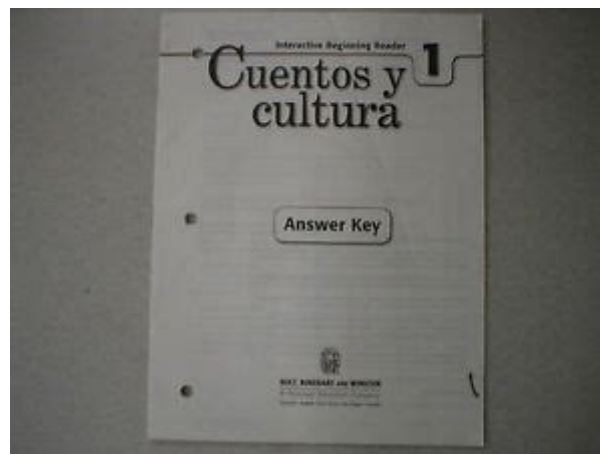 Interactive Beginning Reader
1
Cuentos y
cultura
Answer Key
HOLT, RINEHART AND WINSTON